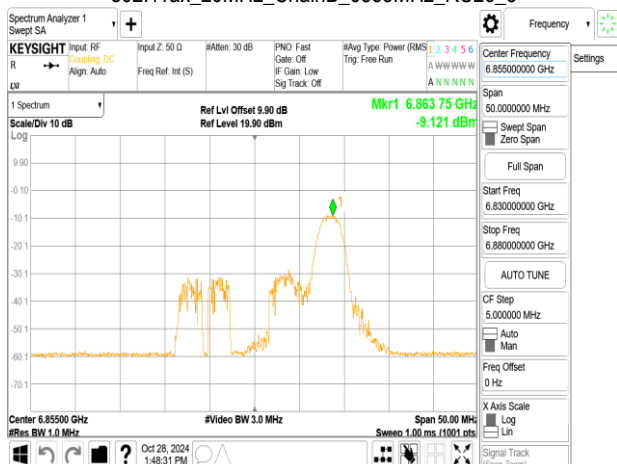 Spectrum Analyzer 1
Swept SA
Frequency
KEYSIGHT
R
Input: RF
Coupling: DC
Align: Auto
Input Z: 50 Ω
Freq Ref: Int (S)
#Atten: 30 dB
PNO: Fast
Gate: Off
IF Gain: Low
Sig Track: Off
#Avg Type: Power (RMS
Trig: Free Run
1 2 3 4 5 6
A W W W W W
A N N N N N
1 Spectrum
Scale/Div 10 dB
Ref Lvl Offset 9.90 dB
Ref Level 19.90 dBm
Mkr1 6.863 75 GHz
-9.121 dBm
Log
9.90
-0.10
-10.1
-20.1
-30.1
-40.1
-50.1
-60.1
-70.1
1
Center 6.85500 GHz
#Res BW 1.0 MHz
#Video BW 3.0 MHz
Span 50.00 MHz
Sweep 1.00 ms (1001 pts
Oct 28, 2024
1:48:31 PM
Center Frequency
6.855000000 GHz
Span
50.0000000 MHz
Swept Span
Zero Span
Full Span
Start Freq
6.830000000 GHz
Stop Freq
6.880000000 GHz
AUTO TUNE
CF Step
5.000000 MHz
Auto
Man
Freq Offset
0 Hz
X Axis Scale
Log
Lin
Signal Track
Settings